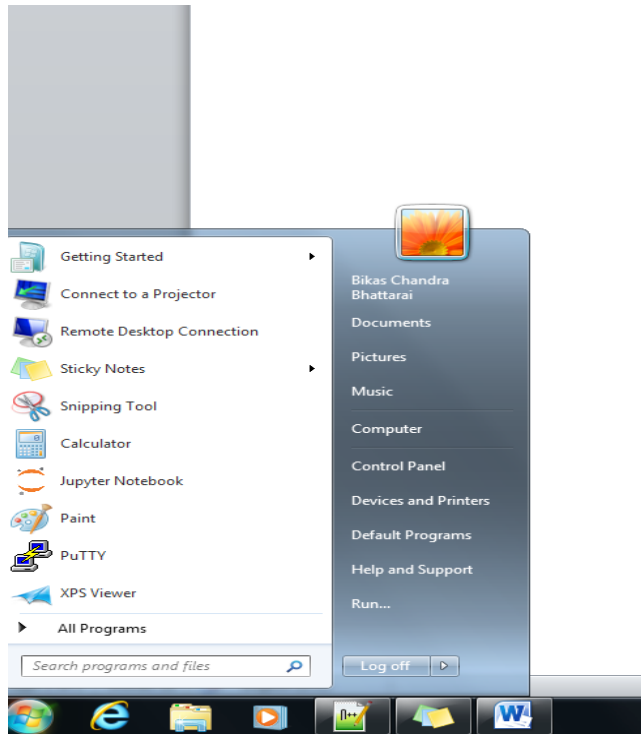 Getting Started
Connect to a Projector
Remote Desktop Connection
Sticky Notes
Snipping Tool
Calculator
Jupyter Notebook
Paint
PuTTY
XPS Viewer
All Programs
Search programs and files
Bikas Chandra
Bhattarai
Documents
Pictures
Music
Computer
Control Panel
Devices and Printers
Default Programs
Help and Support
Run...
Log off
n++
W